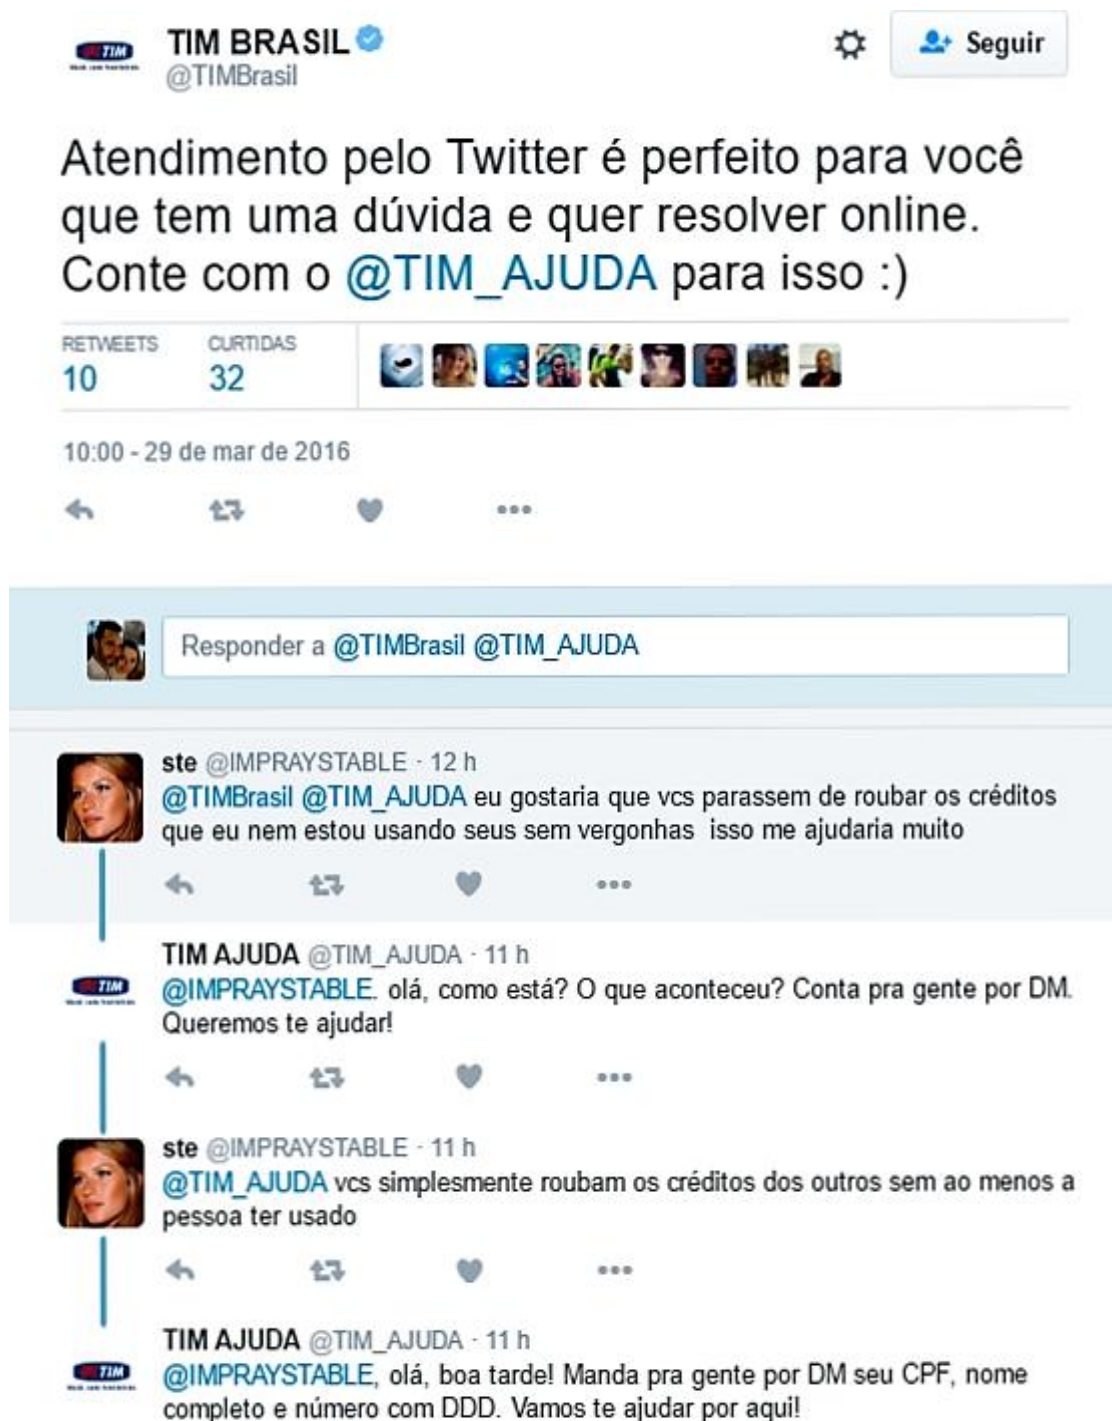 TIM
TIM BRASIL
@TIMBrasil
Seguir
Atendimento pelo Twitter é perfeito para você
que tem uma dúvida e quer resolver online.
Conte com o @TIM_AJUDA para isso :)
RETWEETS CURTIDAS
10 32
10:00 - 29 de mar de 2016
Responder a @TIMBrasil @TIM_AJUDA
ste @IMPRAYSTABLE · 12 h
@TIMBrasil @TIM_AJUDA eu gostaria que vcs parassem de roubar os créditos
que eu nem estou usando seus sem vergonhas isso me ajudaria muito
TIM AJUDA @TIM_AJUDA · 11 h
TIM
@IMPRAYSTABLE. olá, como está? O que aconteceu? Conta pra gente por DM.
Queremos te ajudar!
ste @IMPRAYSTABLE · 11 h
@TIM_AJUDA vcs simplesmente roubam os créditos dos outros sem ao menos a
pessoa ter usado
TIM AJUDA @TIM_AJUDA · 11 h
TIM
@IMPRAYSTABLE, olá, boa tarde! Manda pra gente por DM seu CPF, nome
completo e número com DDD. Vamos te ajudar por aqui!